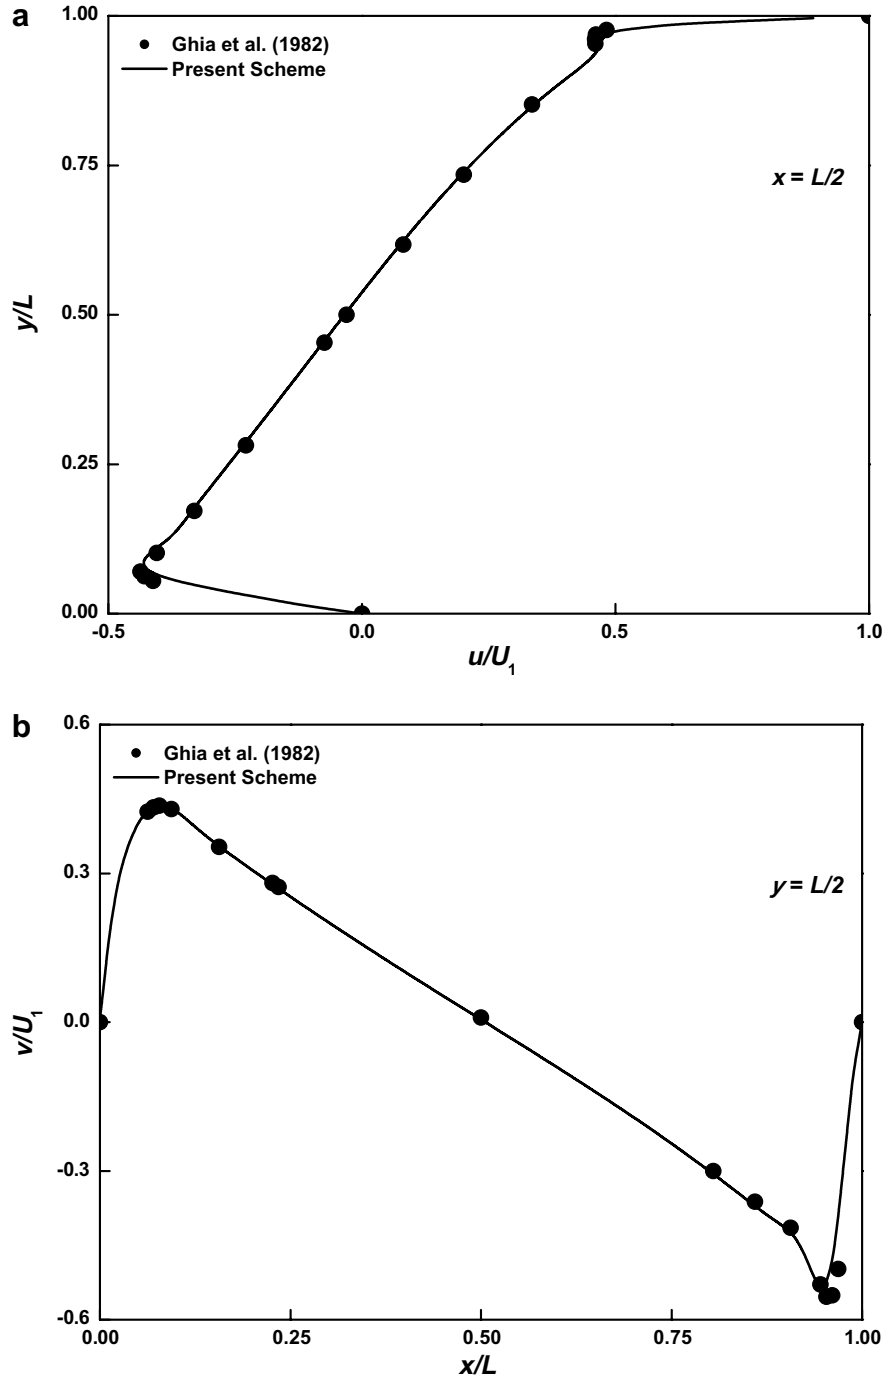 a
1.00
Ghia et al. (1982)
Present Scheme
0.75
x = L/2
y/L
0.50
0.25
0.00
-0.5 0.0 0.5 1.0
u/U₁
b
0.6
Ghia et al. (1982)
Present Scheme
0.3
y = L/2
v/U₁
0.0
-0.3
-0.6
0.00 0.25 0.50 0.75 1.00
x/L